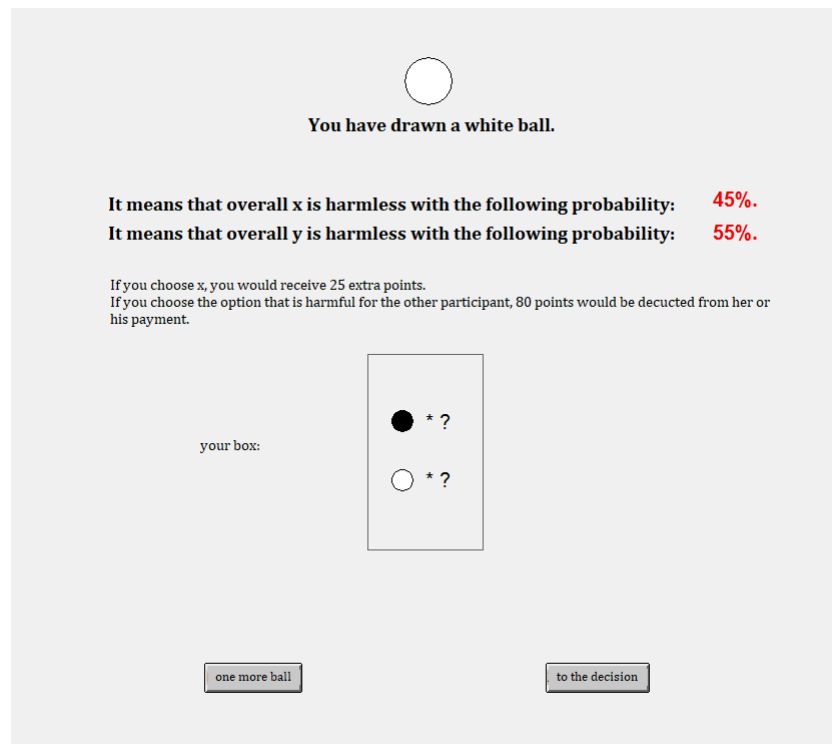 You have drawn a white ball.
It means that overall x is harmless with the following probability: 45%.
It means that overall y is harmless with the following probability: 55%.
If you choose x, you would receive 25 extra points.
If you choose the option that is harmful for the other participant, 80 points would be decucted from her or
his payment.
* ?
your box:
* ?
one more ball
to the decision